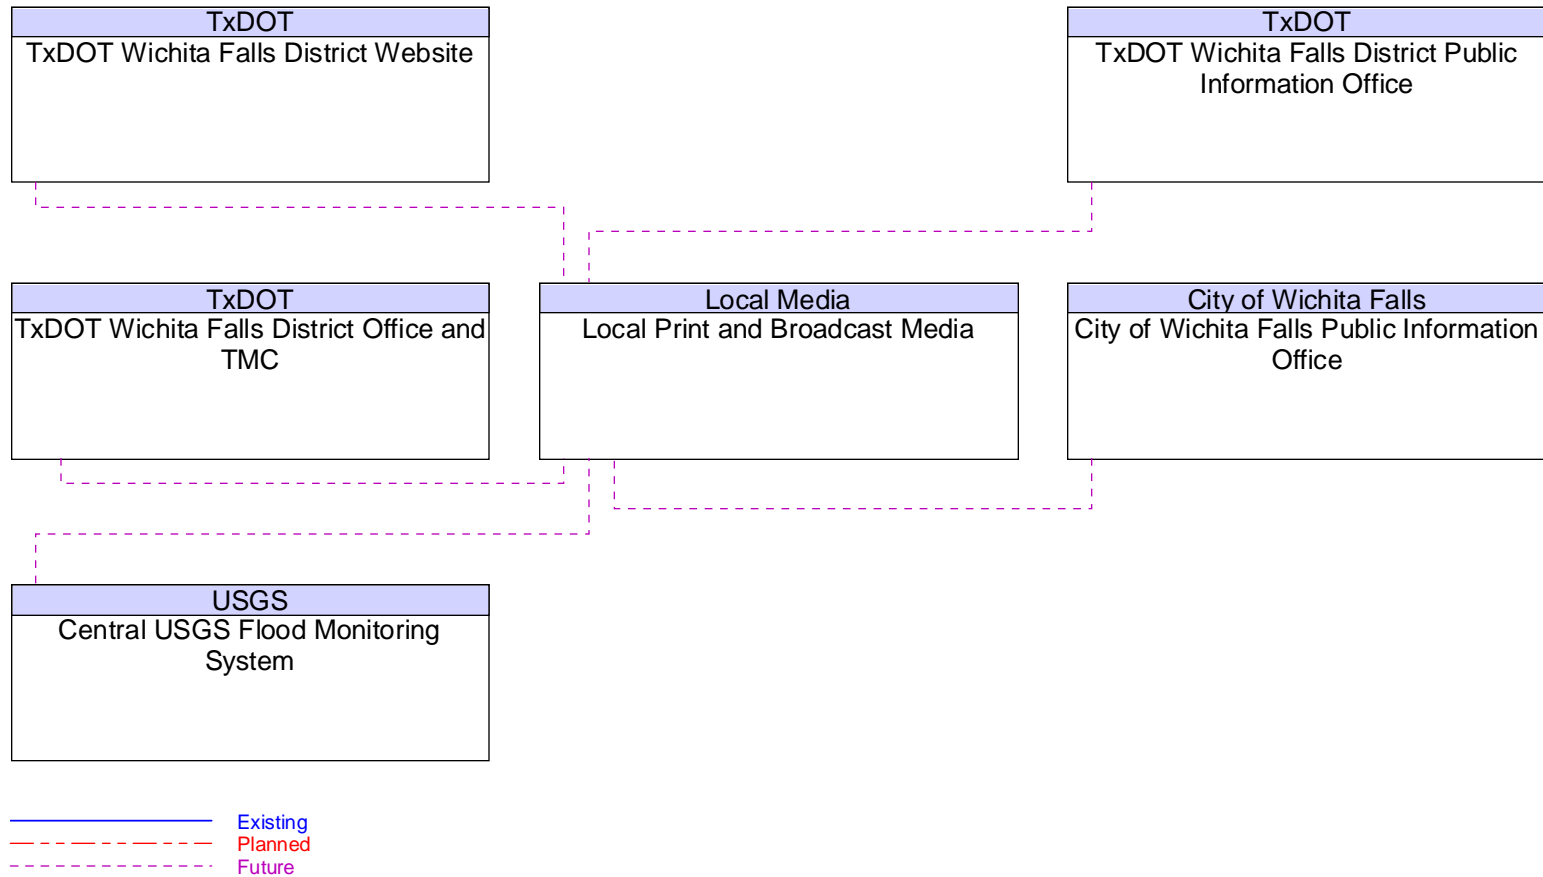 TxDOT
TxDOT Wichita Falls District Website
TxDOT
TxDOT Wichita Falls District Public
Information Office
TxDOT
TxDOT Wichita Falls District Office and
TMC
Local Media
Local Print and Broadcast Media
City of Wichita Falls
City of Wichita Falls Public Information
Office
USGS
Central USGS Flood Monitoring
System
Existing
Planned
Future